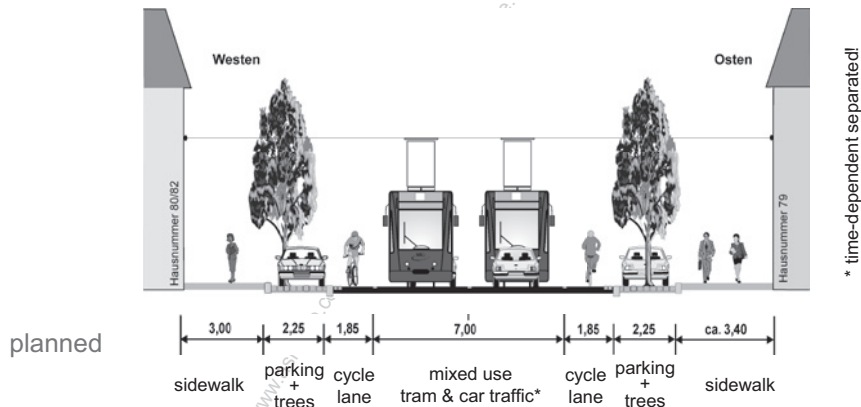 Westen
Osten
Hausnummer 80/82
Hausnummer 79
* time-dependent separated!
planned
3,00
2,25
1,85
7,00
1,85
2,25
ca. 3,40
sidewalk
parking
+
trees
cycle
lane
mixed use
tram & car traffic*
cycle
lane
parking
+
trees
sidewalk